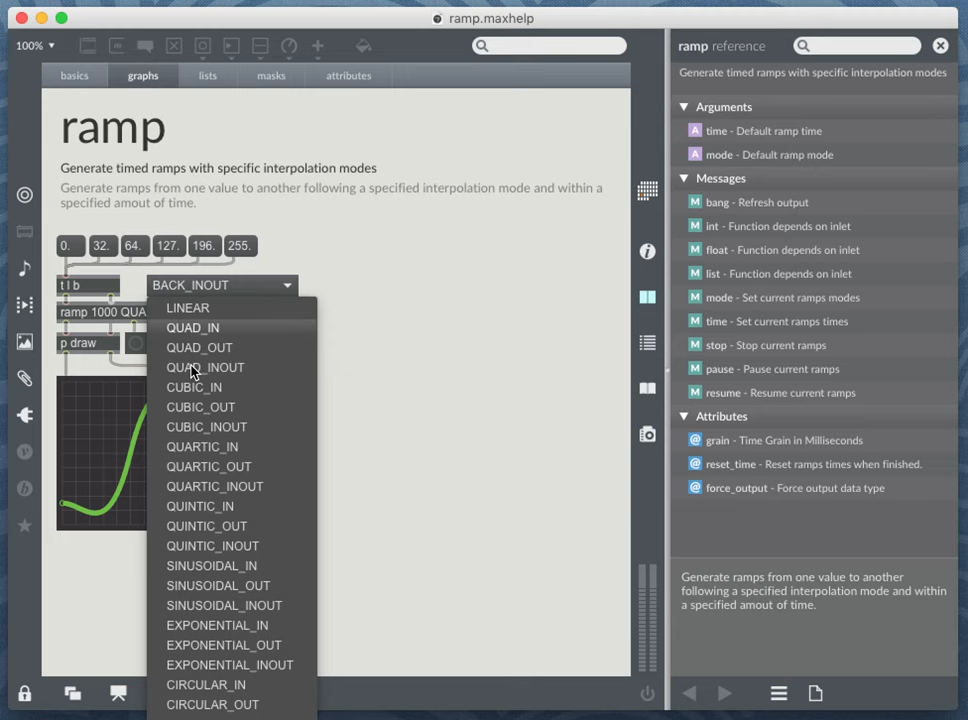 ramp.maxhelp
100%
basics graphs lists masks attributes
ramp
Generate timed ramps with specific interpolation modes
Generate ramps from one value to another following a specified interpolation mode and within a
specified amout of time.
0. 32. 64. 127. 196. 255.
t l b
BACK_INOUT
ramp 1000 QUA
p draw
LINEAR
QUAD_IN
QUAD_OUT
QUAD_INOUT
CUBIC_IN
CUBIC_OUT
CUBIC_INOUT
QUARTIC_IN
QUARTIC_OUT
QUARTIC_INOUT
QUINTIC_IN
QUINTIC_OUT
QUINTIC_INOUT
SINUSOIDAL_IN
SINUSOIDAL_OUT
SINUSOIDAL_INOUT
EXPONENTIAL_IN
EXPONENTIAL_OUT
EXPONENTIAL_INOUT
CIRCULAR_IN
CIRCULAR_OUT
ramp reference
Generate timed ramps with specific interpolation modes
Arguments
A time - Default ramp time
A mode - Default ramp mode
Messages
M bang - Refresh output
M int - Function depends on inlet
M float - Function depends on inlet
M list - Function depends on inlet
M mode - Set current ramps modes
M time - Set current ramps times
M stop - Stop current ramps
M pause - Pause current ramps
M resume - Resume current ramps
Attributes
@ grain - Time Grain in Milliseconds
@ reset_time - Reset ramps times when finished.
@ force_output - Force output data type
Generate ramps from one value to another
following a specified interpolation mode and within
a specified amout of time.